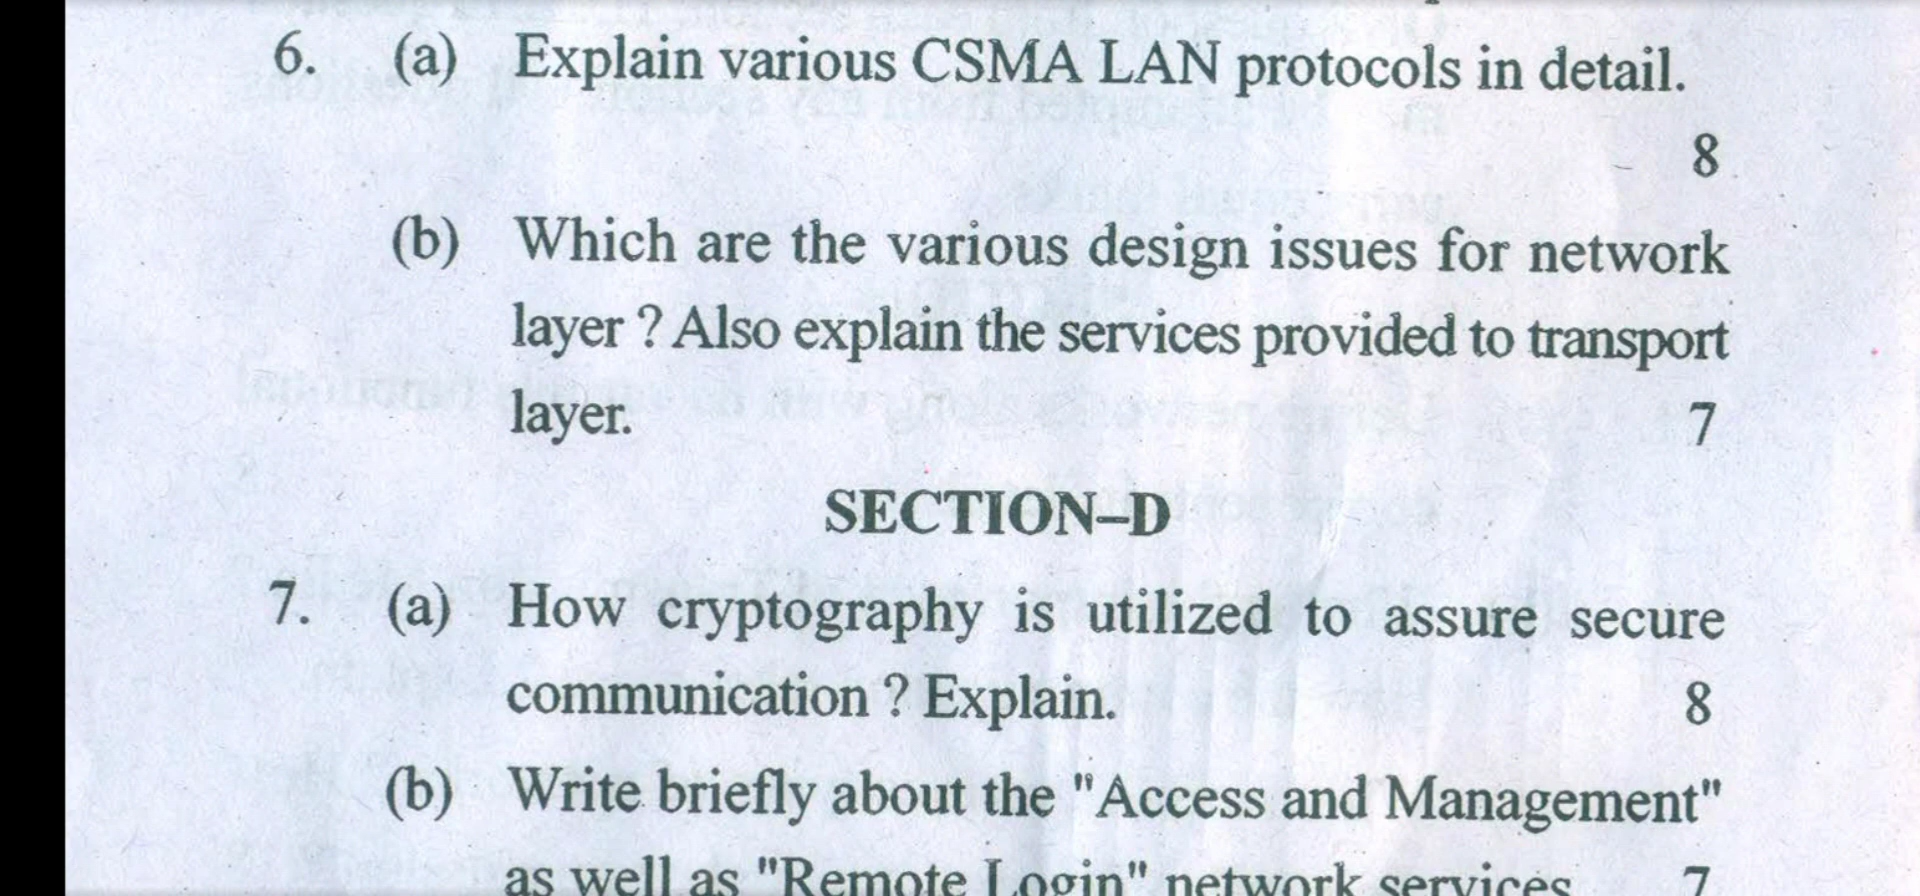 6. (a) Explain various CSMA LAN protocols in detail.
8
(b) Which are the various design issues for network
layer ? Also explain the services provided to transport
layer. 7
SECTION–D
7. (a) How cryptography is utilized to assure secure
communication ? Explain. 8
(b) Write briefly about the "Access and Management"
as well as "Remote Login" network services. 7